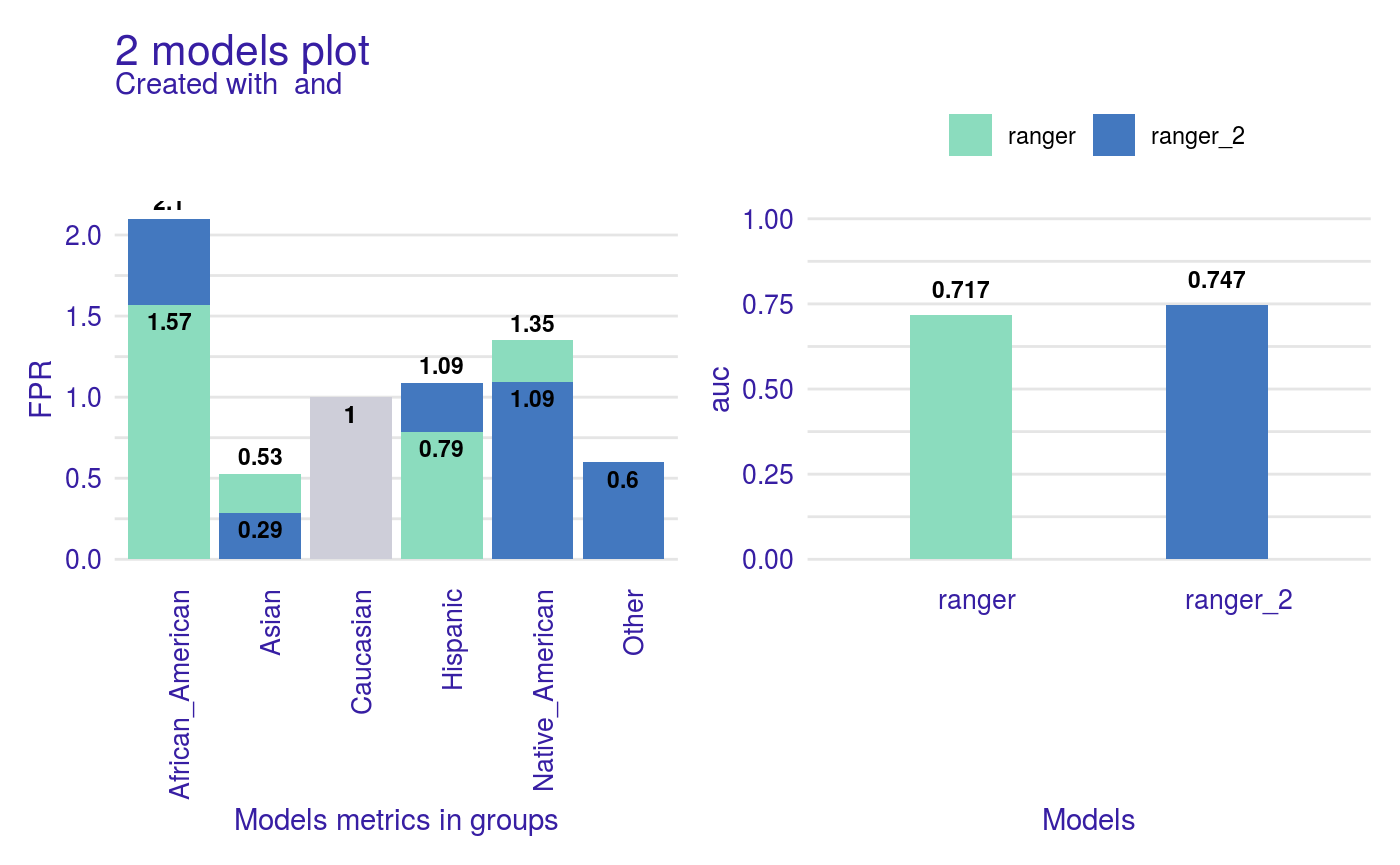 2 models plot
Created with  and
ranger
ranger_2
FPR
2.0
1.5
1.0
0.5
0.0
2.1
1.57
0.53
0.29
1
1.09
0.79
1.35
1.09
0.6
African_American
Asian
Caucasian
Hispanic
Native_American
Other
Models metrics in groups
auc
1.00
0.75
0.50
0.25
0.00
0.717
0.747
ranger
ranger_2
Models